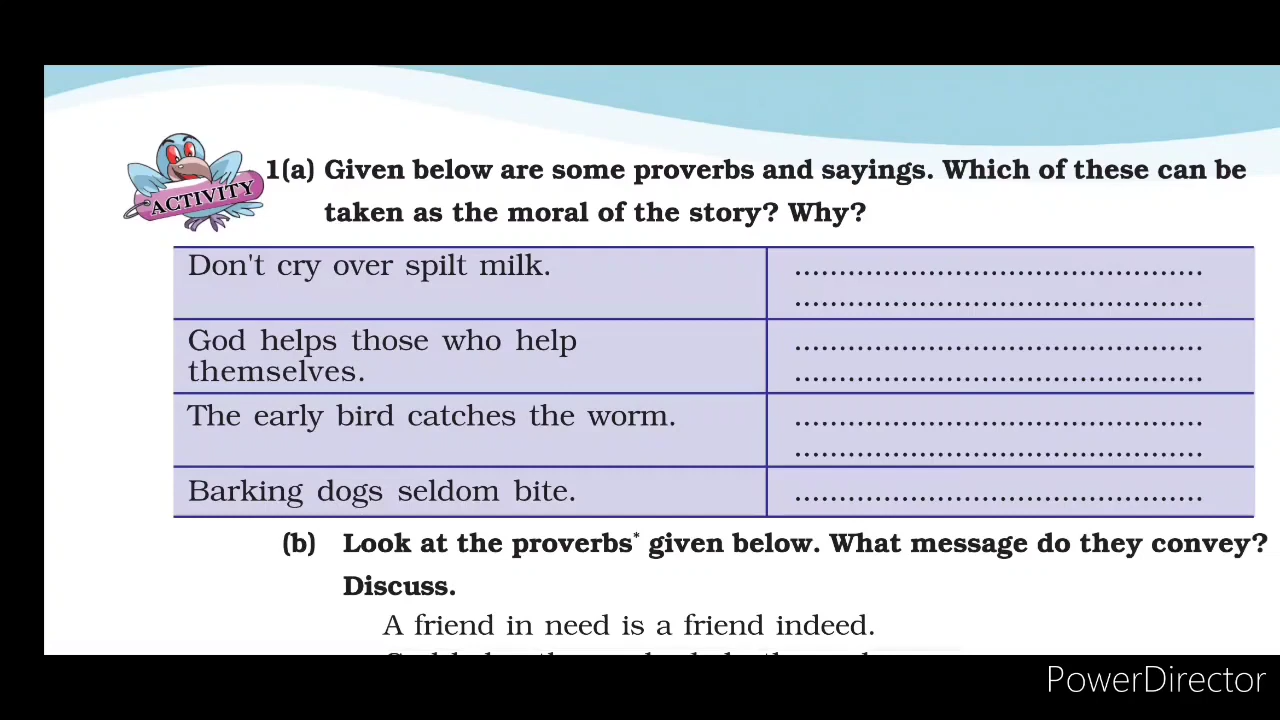 ACTIVITY
1(a) Given below are some proverbs and sayings. Which of these can be
taken as the moral of the story? Why?
Don't cry over spilt milk. ..............................................
..............................................
God helps those who help ..............................................
themselves. ..............................................
The early bird catches the worm. ..............................................
..............................................
Barking dogs seldom bite. ..............................................
(b) Look at the proverbs* given below. What message do they convey?
Discuss.
A friend in need is a friend indeed.
PowerDirector